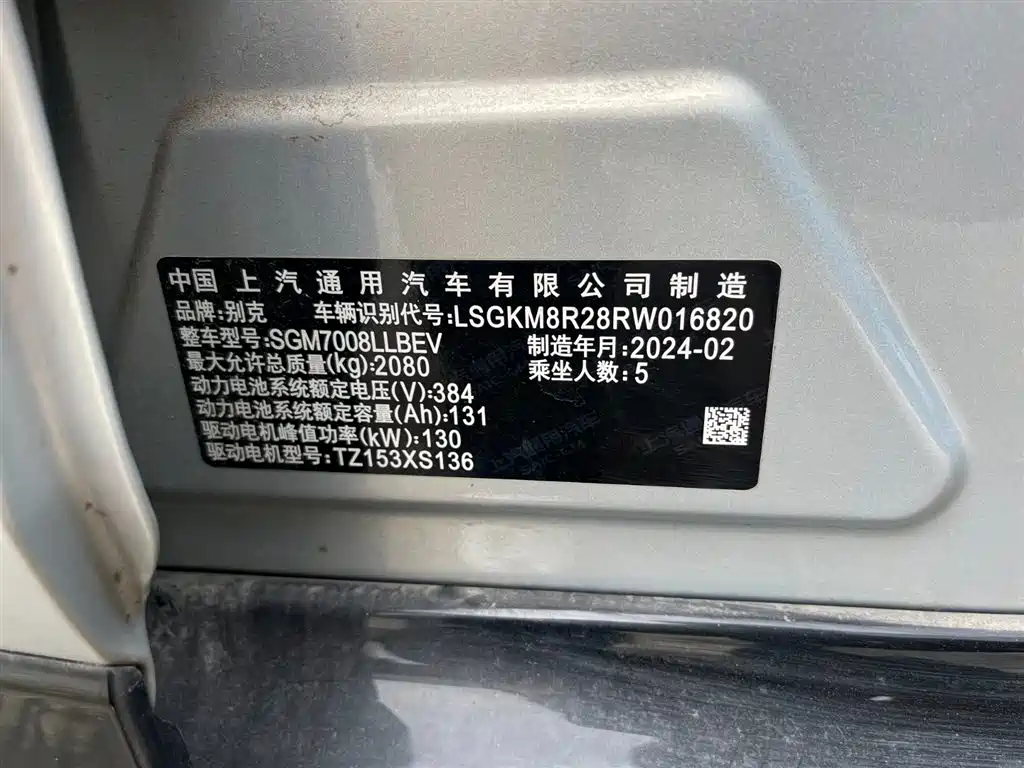 中国 上汽通用汽车有限公司制造
品牌:别克 车辆识别代号:LSGKM8R28RW016820
整车型号:SGM7008LLBEV 制造年月:2024-02
最大允许总质量(kg):2080 乘坐人数:5
动力电池系统额定电压(V):384
动力电池系统额定容量(Ah):131
驱动电机峰值功率(kW):130
驱动电机型号:TZ153XS136